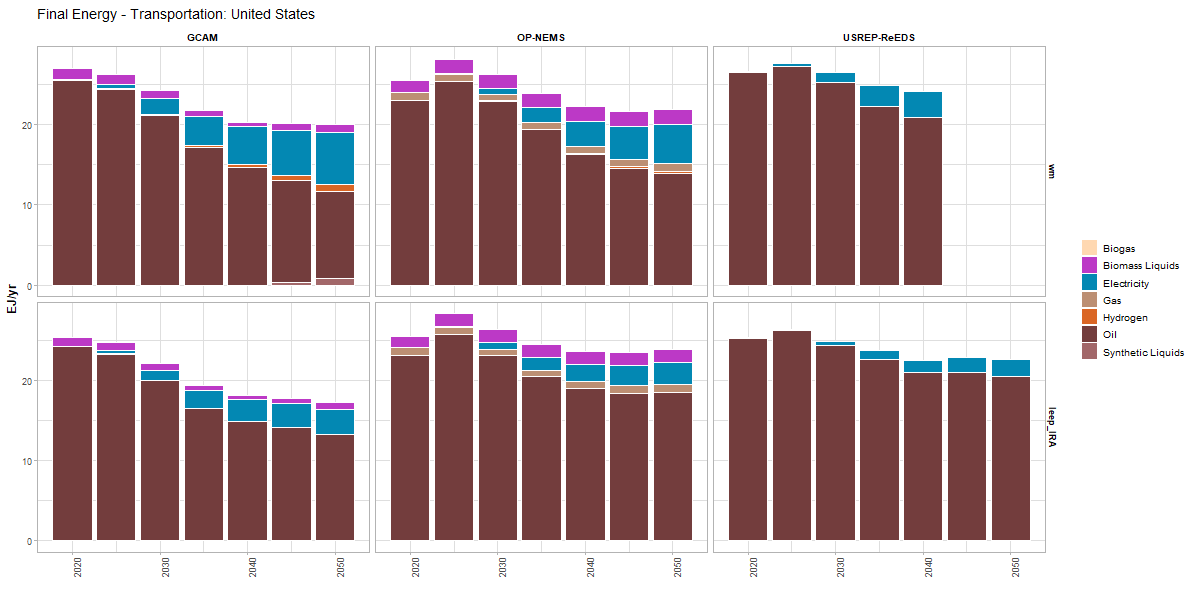 Final Energy - Transportation: United States
GCAM
OP-NEMS
USREP-ReEDS
EJ/yr
20
10
0
wm
20
10
0
leep_IRA
2020
2030
2040
2050
2020
2030
2040
2050
2020
2030
2040
2050
Biogas
Biomass Liquids
Electricity
Gas
Hydrogen
Oil
Synthetic Liquids